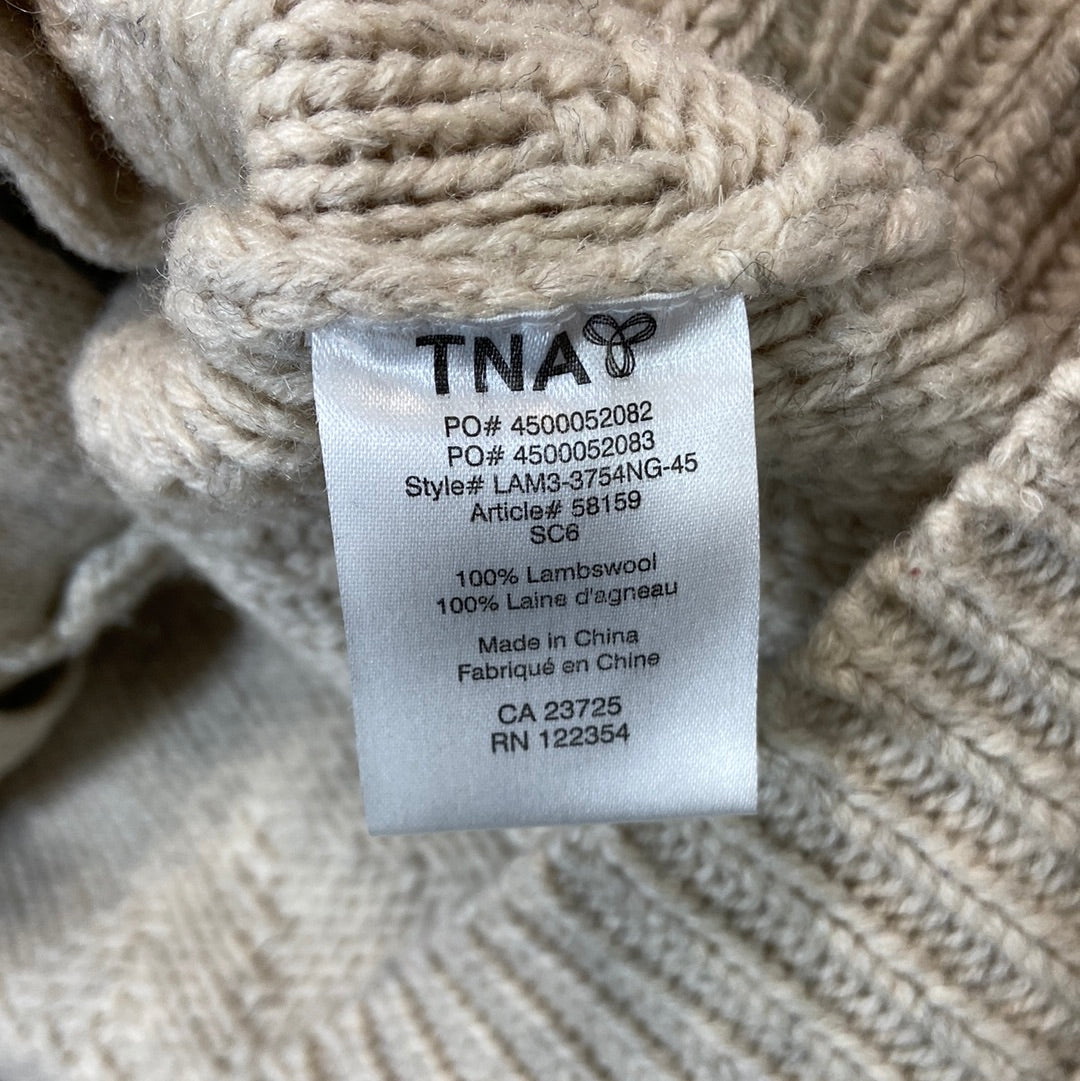 TNA
PO# 4500052082
PO# 4500052083
Style# LAM3-3754NG-45
Article# 58159
SC6
100% Lambswool
100% Laine d'agneau
Made in China
Fabriqué en Chine
CA 23725
RN 122354